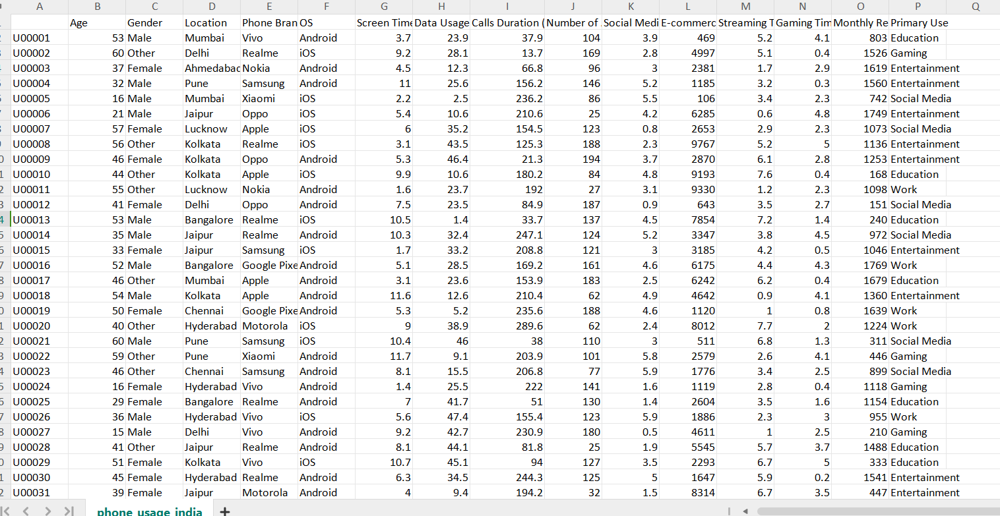 A B C D E F G H I J K L M N O P Q
Age Gender Location Phone Bran OS Screen Time Data Usage Calls Duration ( Number of Social Medi E-commerc Streaming T Gaming Tim Monthly Re Primary Use
U00001 53 Male Mumbai Vivo Android 3.7 23.9 37.9 104 3.9 469 5.2 4.1 803 Education
U00002 60 Other Delhi Realme iOS 9.2 28.1 13.7 169 2.8 4997 5.1 0.4 1526 Gaming
U00003 37 Female Ahmedabad Nokia Android 4.5 12.3 66.8 96 3 2381 1.7 2.9 1619 Entertainment
U00004 32 Male Pune Samsung Android 11 25.6 156.2 146 5.2 1185 3.2 0.3 1560 Entertainment
U00005 16 Male Mumbai Xiaomi iOS 2.2 2.5 236.2 86 5.5 106 3.4 2.3 742 Social Media
U00006 21 Male Jaipur Oppo iOS 5.4 10.6 210.6 25 4.2 6285 0.6 4.8 1749 Entertainment
U00007 57 Female Lucknow Apple iOS 6 35.2 154.5 123 0.8 2653 2.9 2.3 1073 Social Media
U00008 56 Other Kolkata Realme iOS 3.1 43.5 125.3 188 2.3 9767 5.2 5 1136 Entertainment
U00009 46 Female Kolkata Oppo Android 5.3 46.4 21.3 194 3.7 2870 6.1 2.8 1253 Entertainment
U00010 44 Other Kolkata Apple iOS 9.9 10.6 180.2 84 4.8 9193 7.6 0.4 168 Education
U00011 55 Other Lucknow Nokia Android 1.6 23.7 192 27 3.1 9330 1.2 2.3 1098 Work
U00012 41 Female Delhi Oppo Android 7.5 23.5 84.9 187 0.9 643 3.5 2.7 151 Social Media
U00013 53 Male Bangalore Realme iOS 10.5 1.4 33.7 137 4.5 7854 7.2 1.4 240 Education
U00014 35 Male Jaipur Realme Android 10.3 32.4 247.1 124 5.2 3347 3.8 4.5 972 Social Media
U00015 33 Female Jaipur Samsung iOS 1.7 33.2 208.8 121 3 3185 4.2 0.5 1046 Entertainment
U00016 52 Male Bangalore Google Pixe Android 5.1 28.5 169.2 161 4.6 6175 4.4 4.3 1769 Work
U00017 46 Other Mumbai Apple Android 3.1 23.6 153.9 183 2.5 6242 6.2 0.4 1679 Education
U00018 54 Male Kolkata Apple Android 11.6 12.6 210.4 62 4.9 4642 0.9 4.1 1360 Entertainment
U00019 50 Female Chennai Google Pixe Android 5.3 5.2 235.6 188 4.6 1120 1 0.8 1639 Work
U00020 40 Other Hyderabad Motorola iOS 9 38.9 289.6 62 2.4 8012 7.7 2 1224 Work
U00021 60 Male Pune Samsung iOS 10.4 46 38 110 3 511 6.8 1.3 311 Social Media
U00022 59 Other Pune Xiaomi Android 11.7 9.1 203.9 101 5.8 2579 2.6 4.1 446 Gaming
U00023 46 Other Chennai Samsung Android 8.1 15.5 206.8 77 5.9 1776 3.4 2.5 899 Social Media
U00024 16 Female Hyderabad Vivo Android 1.4 25.5 222 141 1.6 1119 2.8 0.4 1118 Gaming
U00025 29 Female Bangalore Realme Android 7 41.7 51 130 1.4 2604 3.5 1.6 1154 Education
U00026 36 Male Hyderabad Vivo iOS 5.6 47.4 155.4 123 5.9 1886 2.3 3 955 Work
U00027 15 Male Delhi Vivo Android 9.2 42.7 230.9 180 0.5 4611 1 2.5 210 Gaming
U00028 41 Other Jaipur Realme Android 8.1 44.1 81.8 25 1.9 5545 5.7 3.7 1488 Education
U00029 51 Female Kolkata Vivo iOS 10.7 45.1 94 127 3.5 2293 6.7 5 333 Education
U00030 45 Female Hyderabad Realme Android 6.3 34.5 244.3 125 5 1647 5.9 0.2 1541 Entertainment
U00031 39 Female Jaipur Motorola Android 4 9.4 194.2 32 1.5 8314 6.7 3.5 447 Entertainment
phone_usage_india